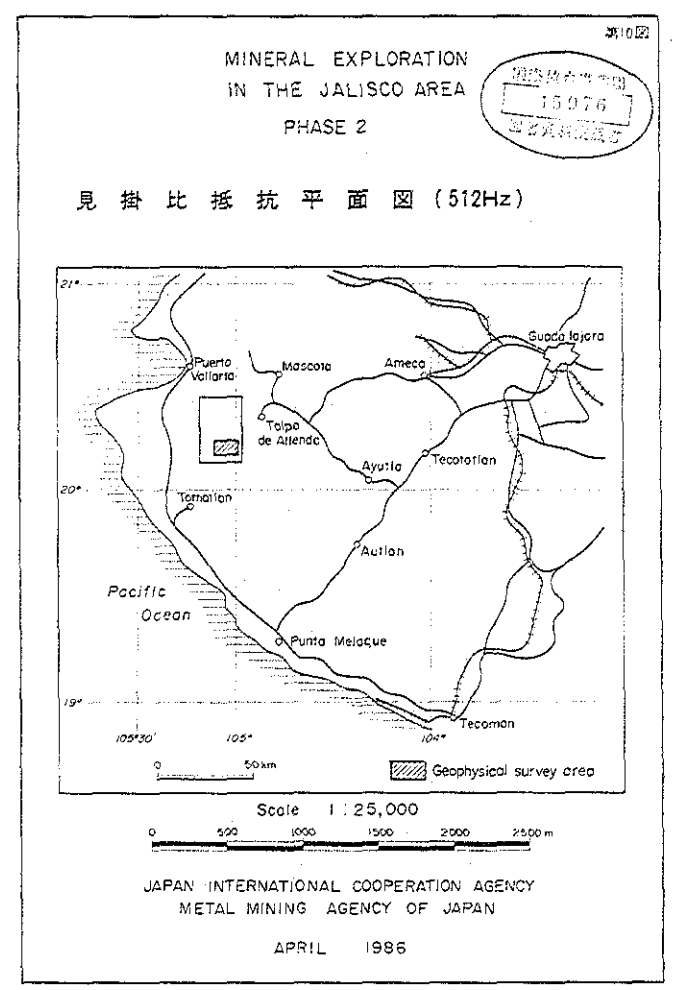 第10図
MINERAL EXPLORATION
IN THE JALISCO AREA
PHASE 2
15076
見掛比抵抗平面図(512Hz)
21°
Guadalajara
Puerto
Vallarta
Mascota
Ameca
Talpa
de Allende
Ayutla
Tecototlan
20°
Tomatlan
Autlan
Pacific
Ocean
Punta Melaque
19°
Tecoman
105°30'
105°
104°
0
50km
Geophysical survey area
Scale 1:25,000
0 500 1000 1500 2000 2500m
JAPAN INTERNATIONAL COOPERATION AGENCY
METAL MINING AGENCY OF JAPAN
APRIL 1986